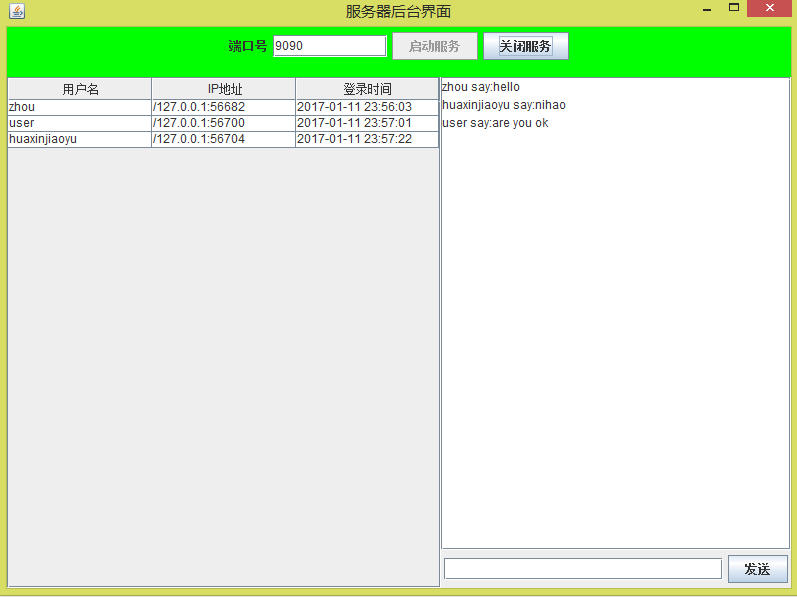 服务器后台界面
端口号 9090 启动服务 关闭服务
用户名 IP地址 登录时间
zhou /127.0.0.1:56682 2017-01-11 23:56:03
user /127.0.0.1:56700 2017-01-11 23:57:01
huaxinjiaoyu /127.0.0.1:56704 2017-01-11 23:57:22
zhou say:hello
huaxinjiaoyu say:nihao
user say:are you ok
发送